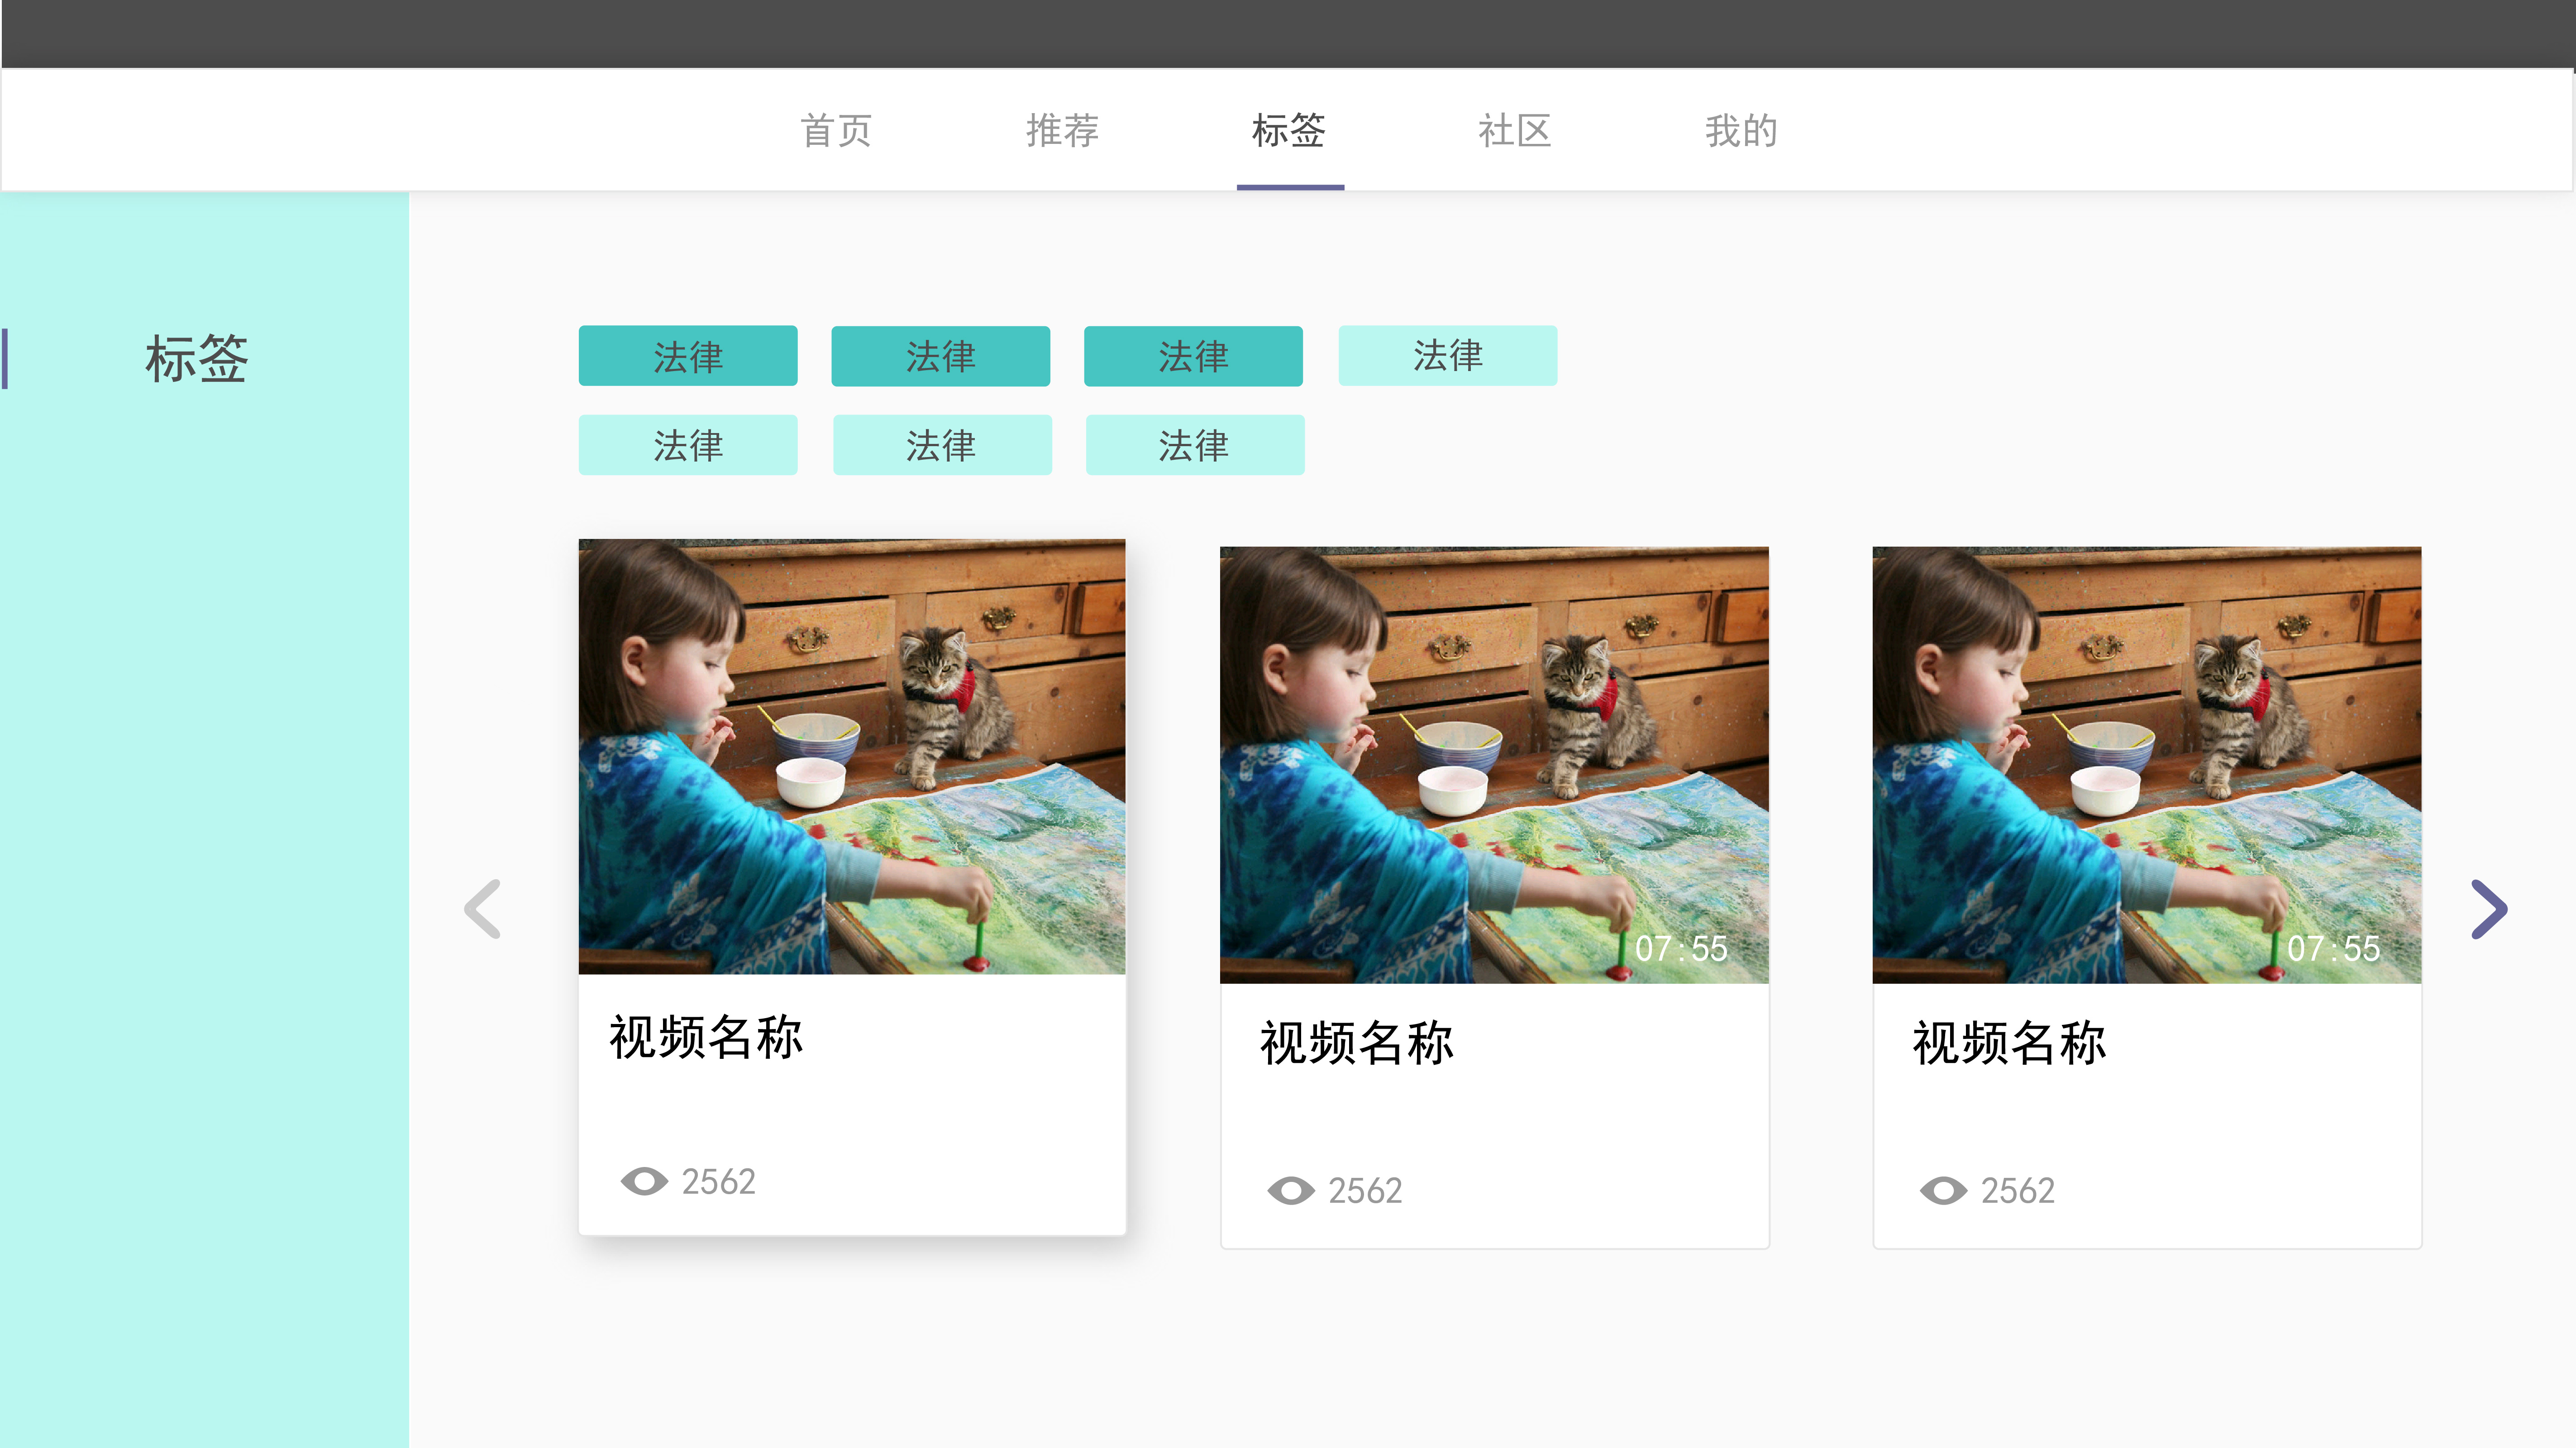 首页 推荐 标签 社区 我的
标签
法律 法律 法律 法律
法律 法律 法律
07:55 07:55
视频名称 视频名称 视频名称
2562 2562 2562